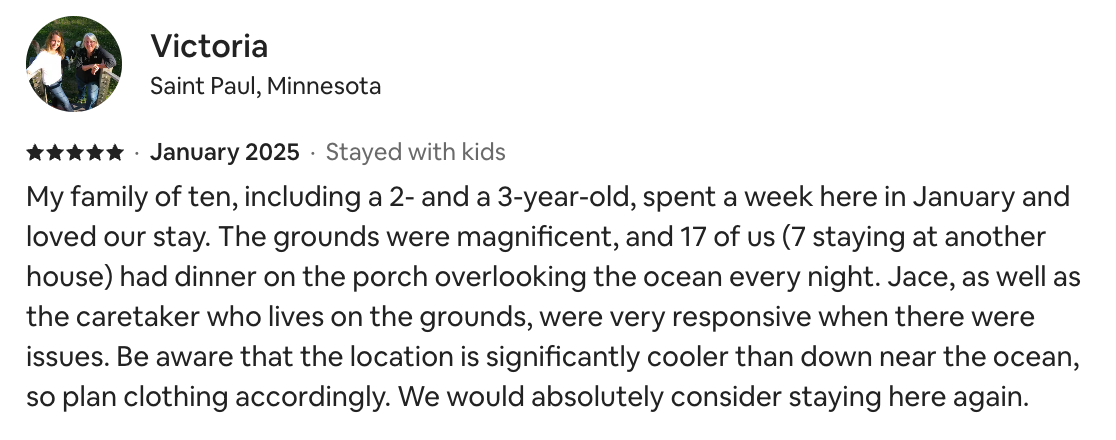 Victoria
Saint Paul, Minnesota
★★★★★ · January 2025 · Stayed with kids
My family of ten, including a 2- and a 3-year-old, spent a week here in January and
loved our stay. The grounds were magnificent, and 17 of us (7 staying at another
house) had dinner on the porch overlooking the ocean every night. Jace, as well as
the caretaker who lives on the grounds, were very responsive when there were
issues. Be aware that the location is significantly cooler than down near the ocean,
so plan clothing accordingly. We would absolutely consider staying here again.